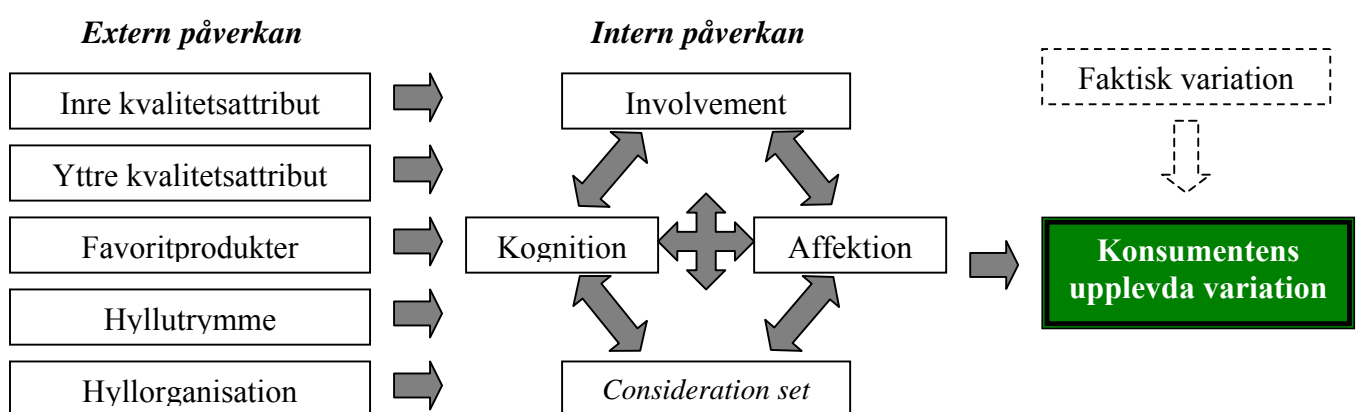 Extern påverkan
Inre kvalitetsattribut
Yttre kvalitetsattribut
Favoritprodukter
Hyllutrymme
Hyllorganisation
Intern påverkan
Involvement
Kognition
Affektion
Consideration set
Faktisk variation
Konsumentens
upplevda variation